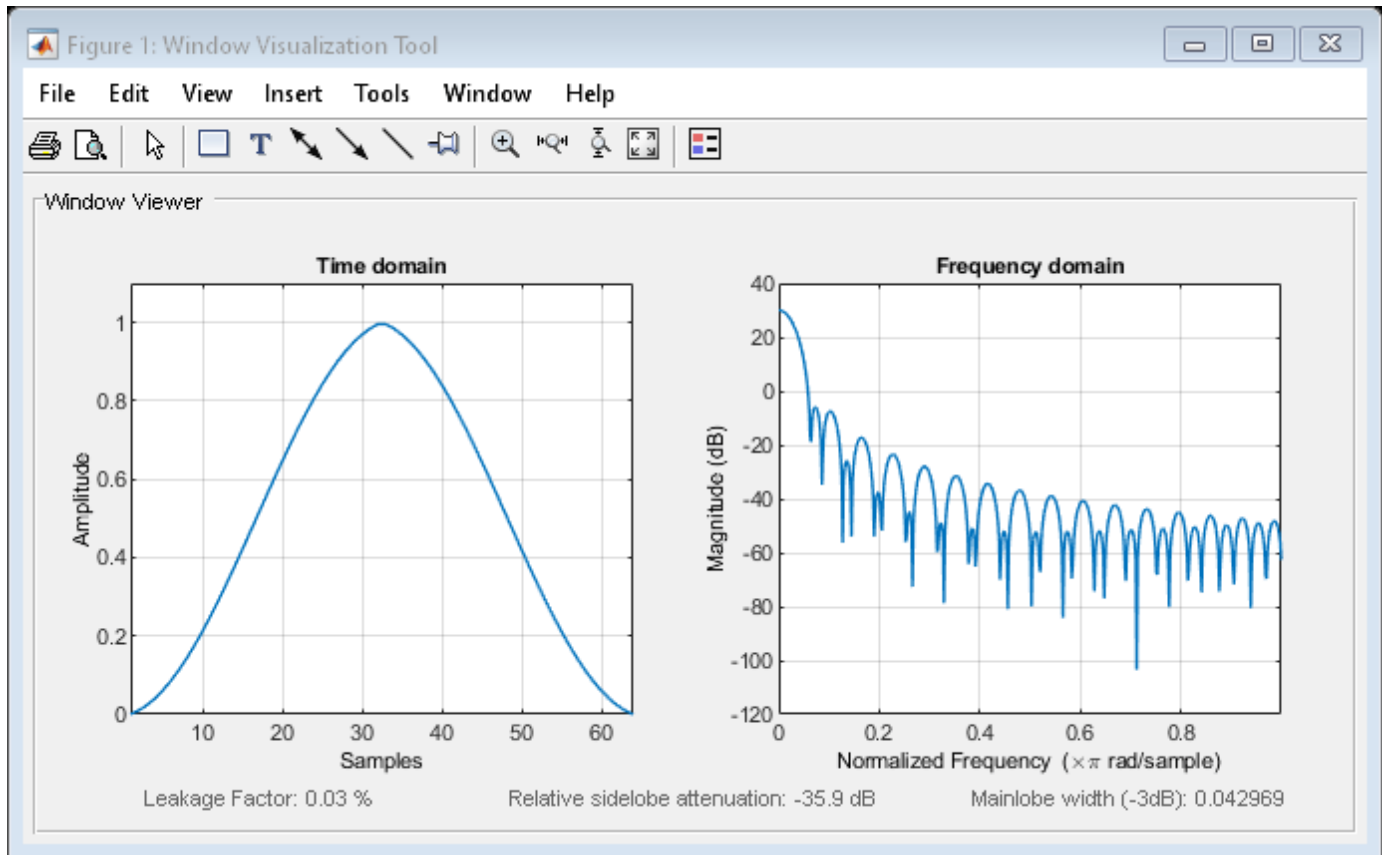 Figure 1: Window Visualization Tool
File Edit View Insert Tools Window Help
T
Window Viewer
Time domain
1
0.8
0.6
0.4
0.2
0
10 20 30 40 50 60
Amplitude
Samples
Frequency domain
40
20
0
-20
-40
-60
-80
-100
-120
0 0.2 0.4 0.6 0.8
Magnitude (dB)
Normalized Frequency (×π rad/sample)
Leakage Factor: 0.03 % Relative sidelobe attenuation: -35.9 dB Mainlobe width (-3dB): 0.042969